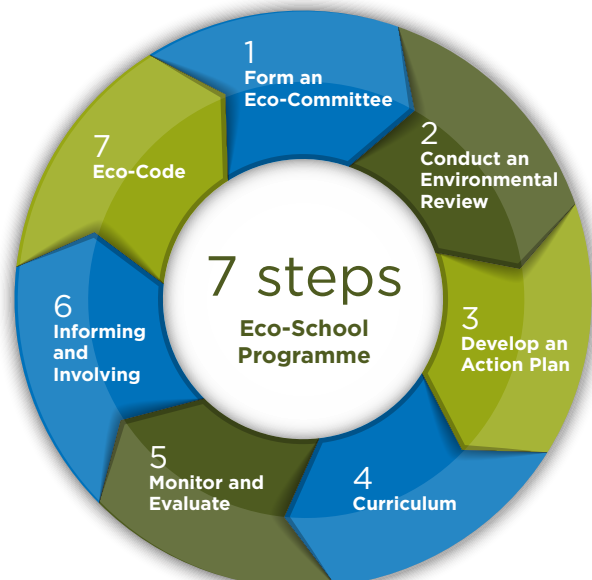 7 steps
Eco-School
Programme
1
Form an
Eco-Committee
2
Conduct an
Environmental
Review
3
Develop an
Action Plan
4
Curriculum
5
Monitor and
Evaluate
6
Informing
and
Involving
7
Eco-Code